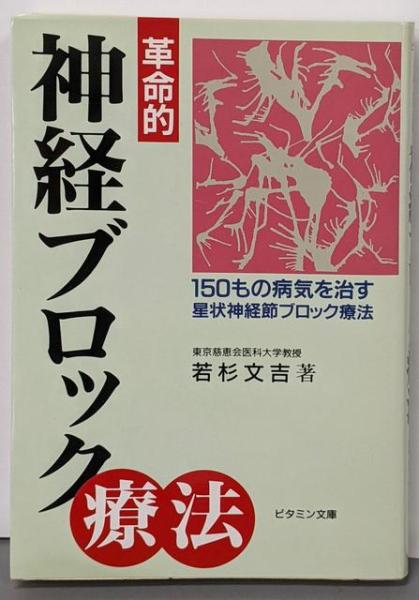 革命的
神経ブロック
療法
150もの病気を治す
星状神経節ブロック療法
東京慈恵会医科大学教授
若杉文吉著
ビタミン文庫